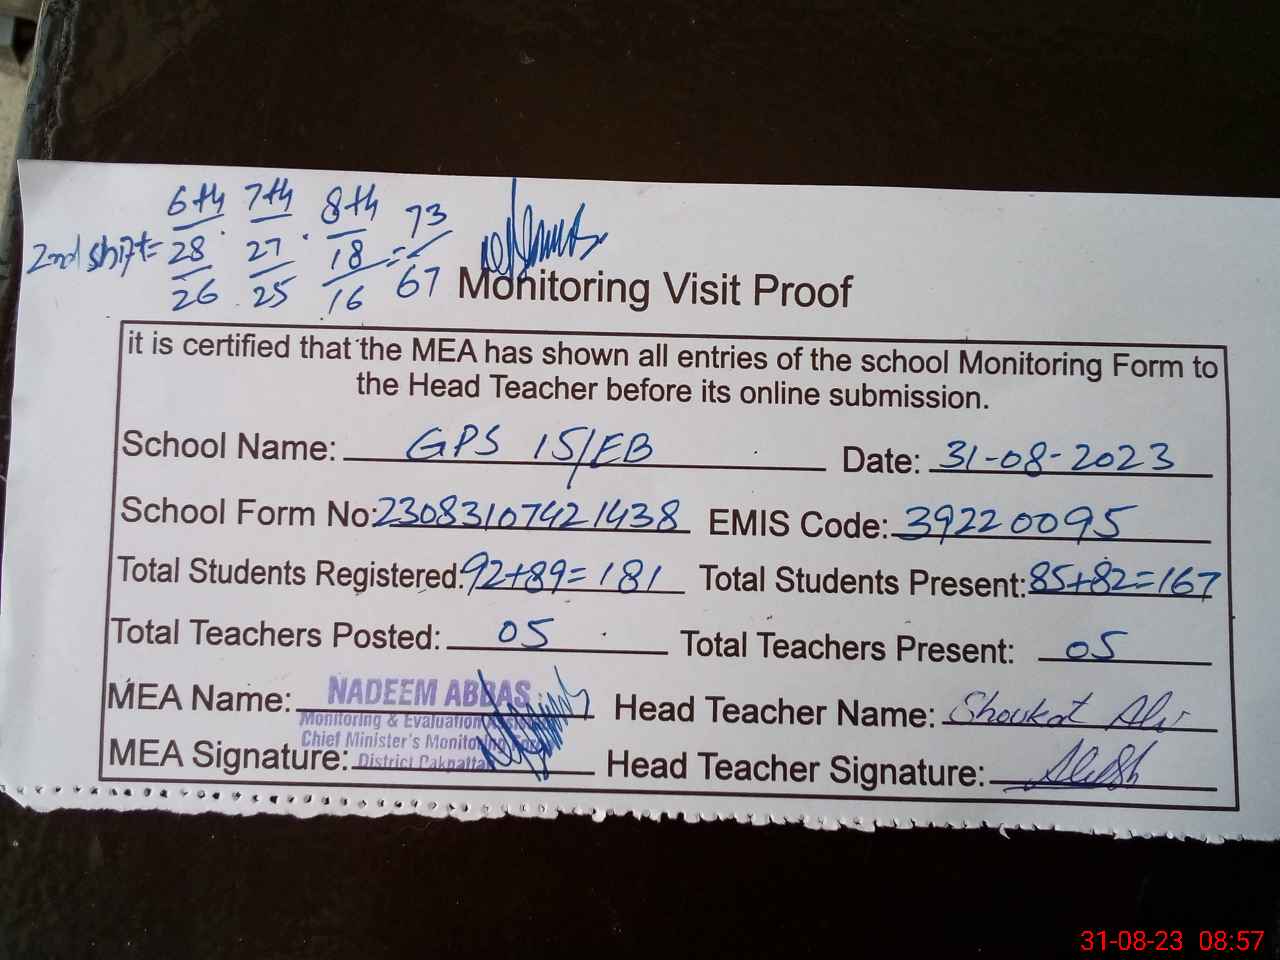 6th 7th 8th 73
2nd shift = 28 . 27 . 18 =
26 . 25 16 67
Monitoring Visit Proof
it is certified that the MEA has shown all entries of the school Monitoring Form to
the Head Teacher before its online submission.
School Name: GPS 15/EB Date: 31-08-2023
School Form No: 23083107421438 EMIS Code: 39220095
Total Students Registered: 92+89=181 Total Students Present: 85+82=167
Total Teachers Posted: 05 Total Teachers Present: 05
MEA Name: NADEEM ABBAS Head Teacher Name: Shoukat Ali
Monitoring & Evaluation
Chief Minister's Monitoring
MEA Signature: District Pakpattan Head Teacher Signature:
31-08-23 08:57